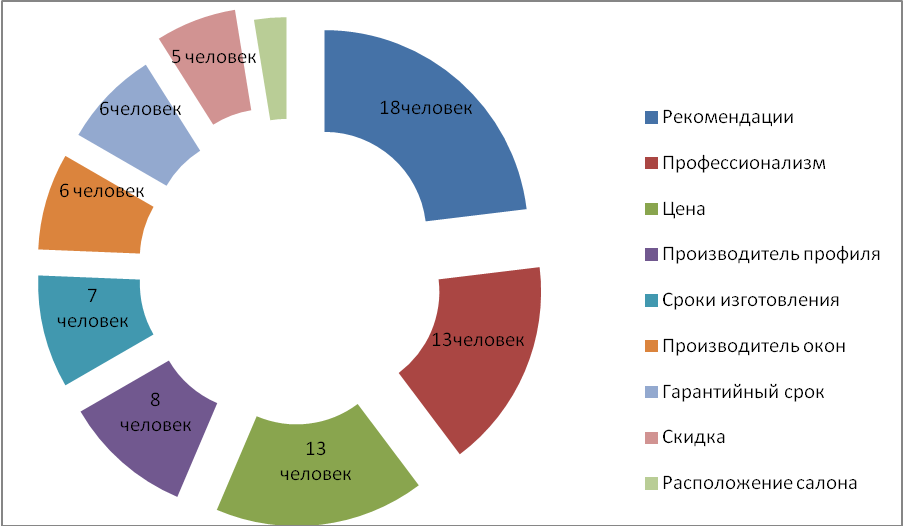 5 человек
18человек
6человек
6 человек
7
человек
13человек
8
человек
13
человек
Рекомендации
Профессионализм
Цена
Производитель профиля
Сроки изготовления
Производитель окон
Гарантийный срок
Скидка
Расположение салона